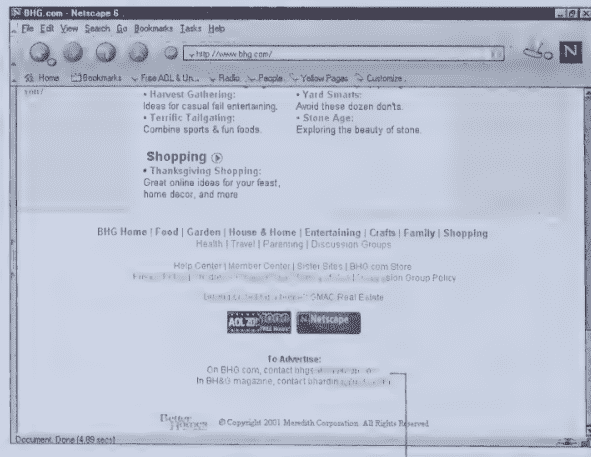 BHG.com - Netscape 6
File Edit View Search Go Bookmarks Tasks Help
http://www.bhg.com/
Home Bookmarks Free AOL & Un... Radio People Yellow Pages Customize...
you!
• Harvest Gathering:
Ideas for casual fall entertaining.
• Terrific Tailgating:
Combine sports & fun foods.
• Yard Smarts:
Avoid these dozen don'ts.
• Stone Age:
Exploring the beauty of stone.
Shopping
• Thanksgiving Shopping:
Great online ideas for your feast,
home decor, and more
BHG Home | Food | Garden | House & Home | Entertaining | Crafts | Family | Shopping
Health | Travel | Parenting | Discussion Groups
Help Center | Member Center | Sister Sites | BHG.com Store
Group Policy
GMAC Real Estate
Netscape
To Advertise:
On BHG.com, contact
In BH&G magazine, contact
Better Homes
© Copyright 2001 Meredith Corporation. All Rights Reserved
Document: Done (4.89 secs)